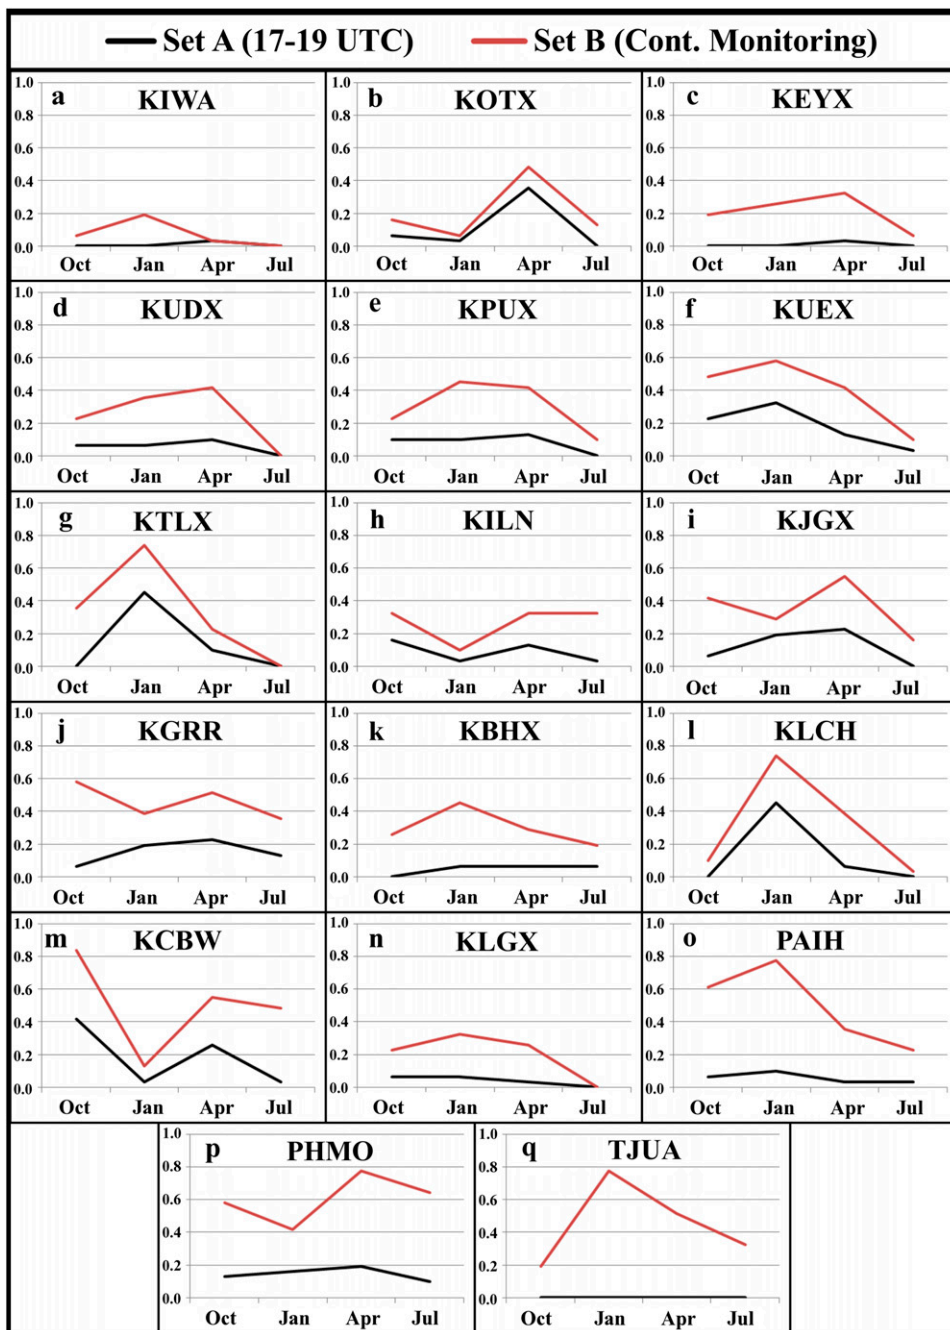 Set A (17-19 UTC) Set B (Cont. Monitoring)
a KIWA
1.0
0.8
0.6
0.4
0.2
0.0
Oct Jan Apr Jul
b KOTX
1.0
0.8
0.6
0.4
0.2
0.0
Oct Jan Apr Jul
c KEYX
1.0
0.8
0.6
0.4
0.2
0.0
Oct Jan Apr Jul
d KUDX
1.0
0.8
0.6
0.4
0.2
0.0
Oct Jan Apr Jul
e KPUX
1.0
0.8
0.6
0.4
0.2
0.0
Oct Jan Apr Jul
f KUEX
1.0
0.8
0.6
0.4
0.2
0.0
Oct Jan Apr Jul
g KTLX
1.0
0.8
0.6
0.4
0.2
0.0
Oct Jan Apr Jul
h KILN
1.0
0.8
0.6
0.4
0.2
0.0
Oct Jan Apr Jul
i KJGX
1.0
0.8
0.6
0.4
0.2
0.0
Oct Jan Apr Jul
j KGRR
1.0
0.8
0.6
0.4
0.2
0.0
Oct Jan Apr Jul
k KBHX
1.0
0.8
0.6
0.4
0.2
0.0
Oct Jan Apr Jul
l KLCH
1.0
0.8
0.6
0.4
0.2
0.0
Oct Jan Apr Jul
m KCBW
1.0
0.8
0.6
0.4
0.2
0.0
Oct Jan Apr Jul
n KLGX
1.0
0.8
0.6
0.4
0.2
0.0
Oct Jan Apr Jul
o PAIH
1.0
0.8
0.6
0.4
0.2
0.0
Oct Jan Apr Jul
p PHMO
1.0
0.8
0.6
0.4
0.2
0.0
Oct Jan Apr Jul
q TJUA
1.0
0.8
0.6
0.4
0.2
0.0
Oct Jan Apr Jul